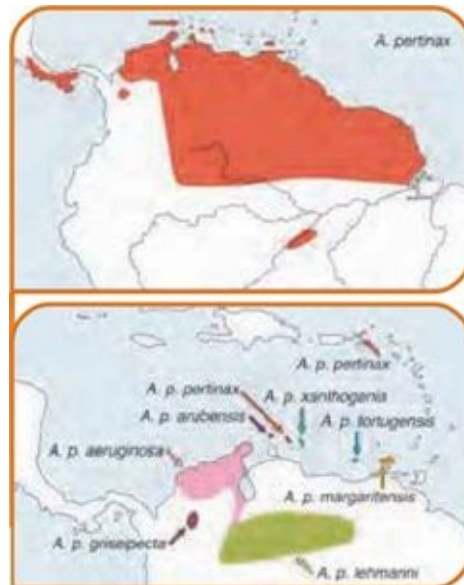 A. pertinax
A. p. pertinax
A. p. pertinax
A. p. xanthogenia
A. p. arubensis
A. p. tortugensis
A. p. aeruginosa
A. p. margaritensis
A. p. griseipecta
A. p. lehmanni